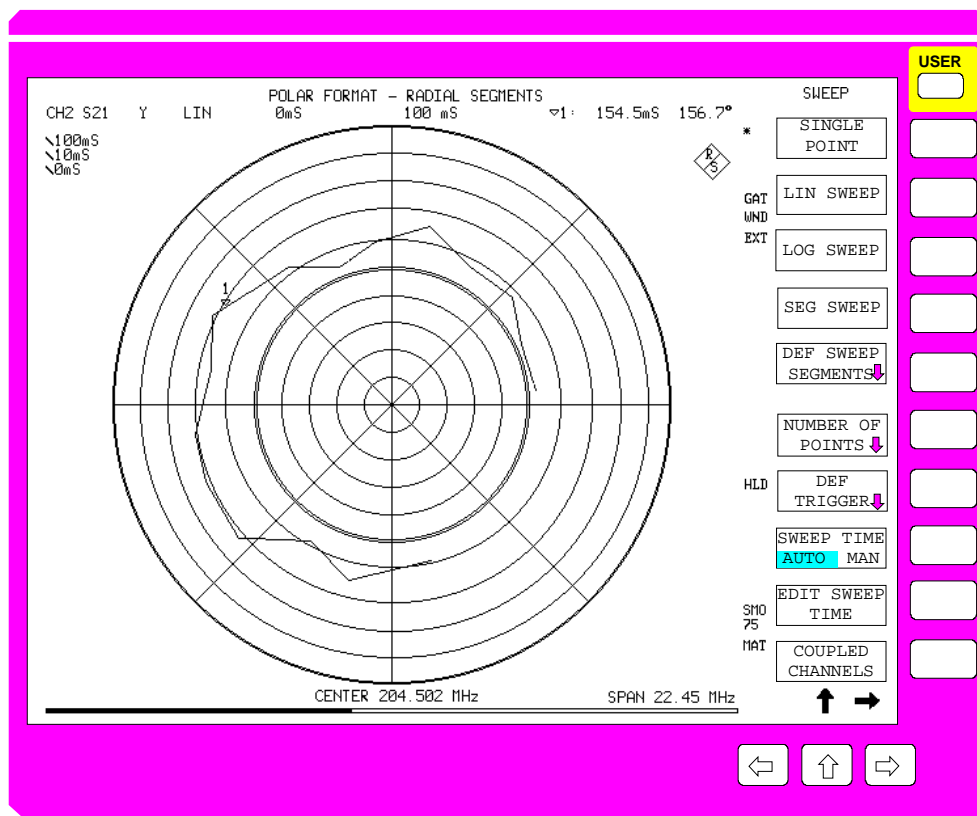 USER
POLAR FORMAT – RADIAL SEGMENTS
CH2 S21 Y LIN 0mS 100 mS ▽1: 154.5mS 156.7°
100mS
10mS
0mS
R/S
1
SWEEP
*
SINGLE
POINT
GAT
WND
LIN SWEEP
EXT
LOG SWEEP
SEG SWEEP
DEF SWEEP
SEGMENTS
NUMBER OF
POINTS
HLD
DEF
TRIGGER
SWEEP TIME
AUTO MAN
SMO
75
EDIT SWEEP
TIME
MAT
COUPLED
CHANNELS
CENTER 204.502 MHz SPAN 22.45 MHz